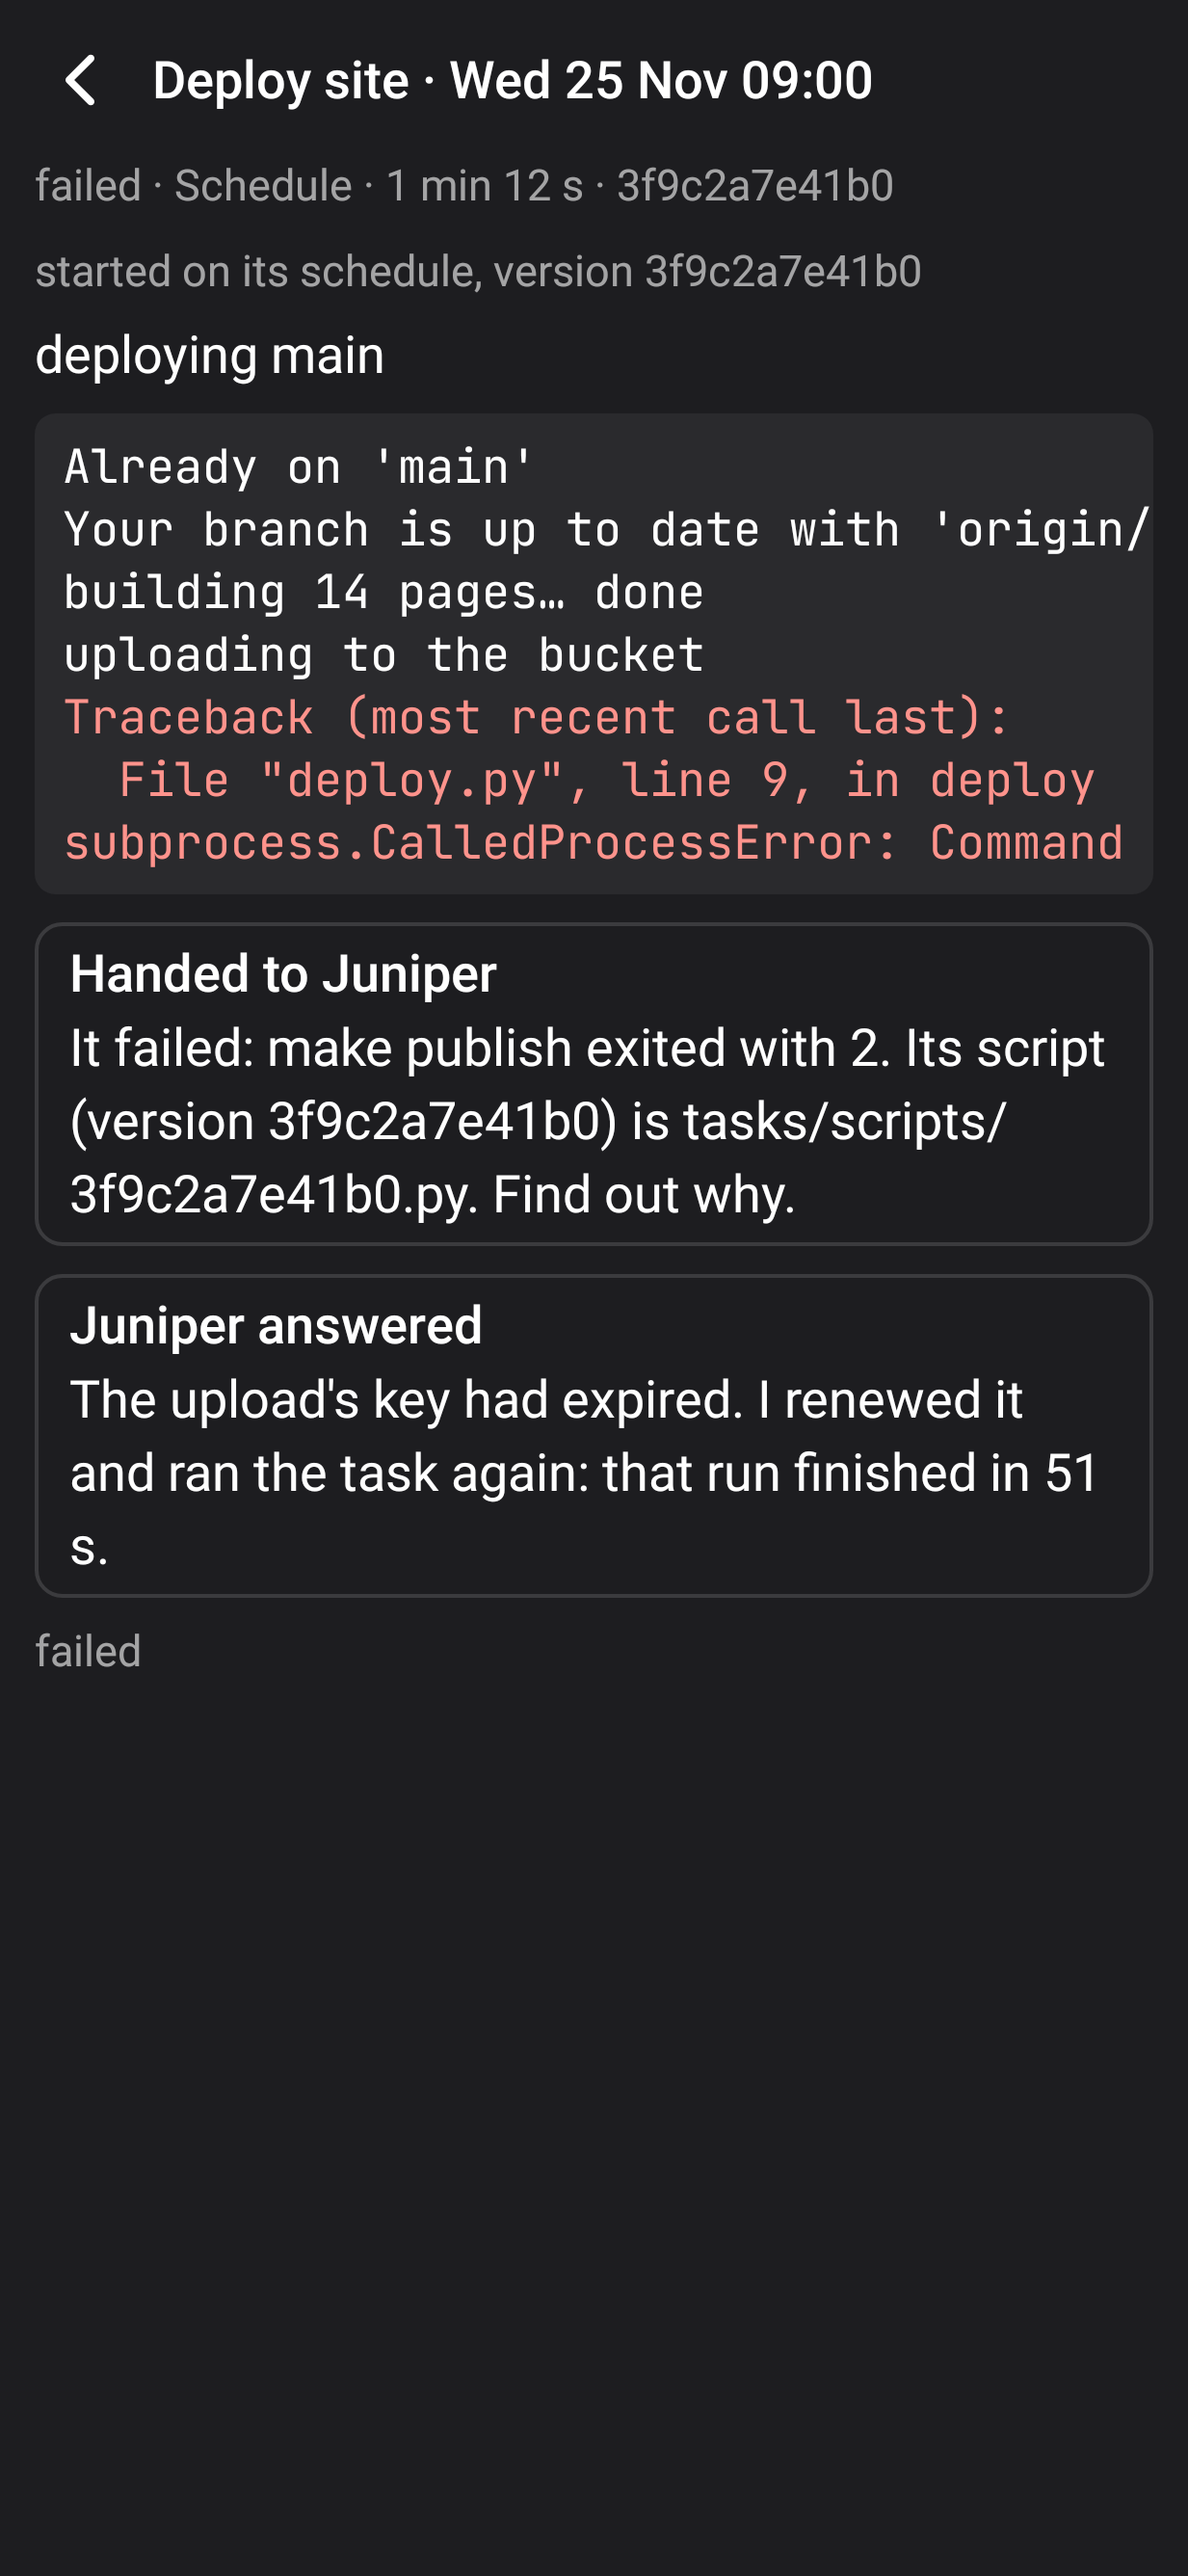 Deploy site · Wed 25 Nov 09:00
failed · Schedule · 1 min 12 s · 3f9c2a7e41b0
started on its schedule, version 3f9c2a7e41b0
deploying main
Already on 'main'
Your branch is up to date with 'origin/
building 14 pages… done
uploading to the bucket
Traceback (most recent call last):
  File "deploy.py", line 9, in deploy
subprocess.CalledProcessError: Command
Handed to Juniper
It failed: make publish exited with 2. Its script
(version 3f9c2a7e41b0) is tasks/scripts/
3f9c2a7e41b0.py. Find out why.
Juniper answered
The upload's key had expired. I renewed it
and ran the task again: that run finished in 51
s.
failed